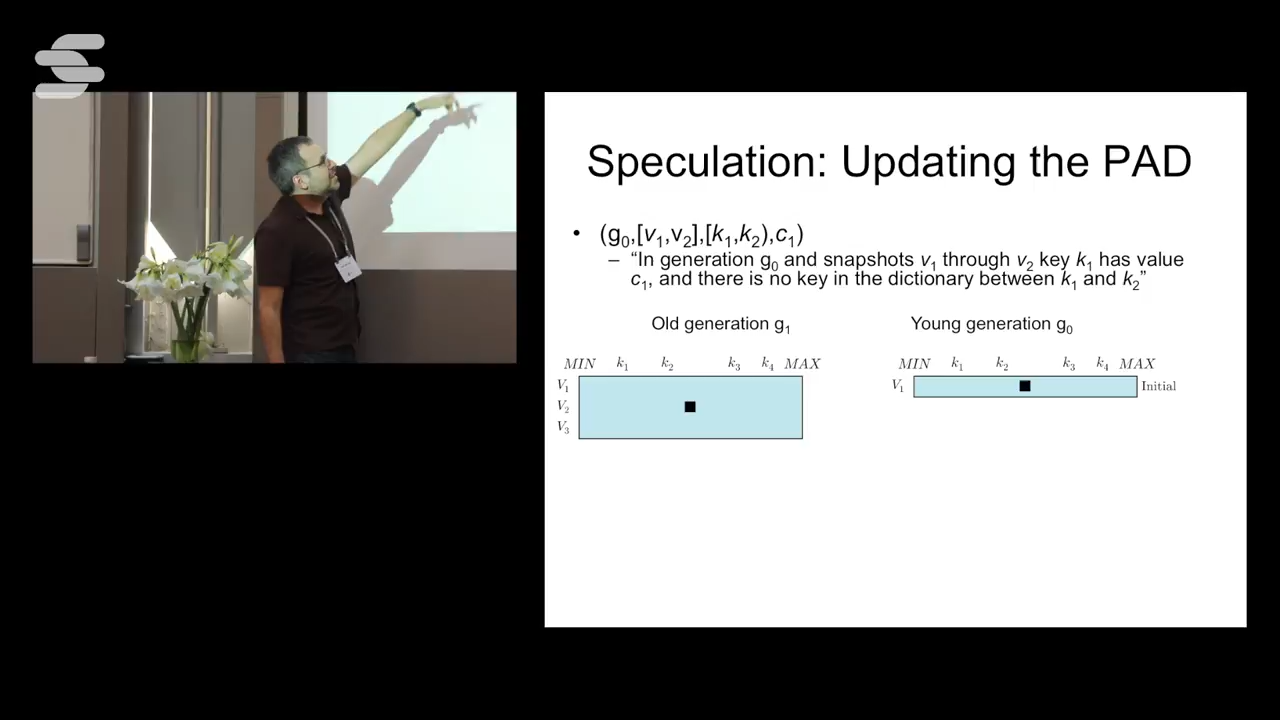 Speculation: Updating the PAD
• (g₀,[v₁,v₂],[k₁,k₂),c₁)
– “In generation g₀ and snapshots v₁ through v₂ key k₁ has value
c₁, and there is no key in the dictionary between k₁ and k₂”
Old generation g₁
Young generation g₀
MIN k₁ k₂ k₃ k₄ MAX
V₁
V₂
V₃
MIN k₁ k₂ k₃ k₄ MAX
V₁ Initial